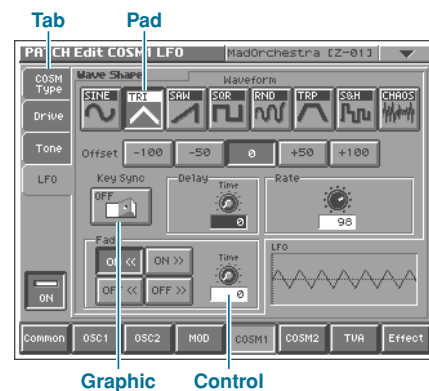 Tab
Pad
PATCH Edit COSM1 LFO MadOrchestra [Z-01]
COSM Type
Drive
Tone
LFO
ON
Wave Shape
Waveform
SINE TRI SAW SQR RND TRP S&H CHAOS
Offset -100 -50 0 +50 +100
Key Sync
OFF
Delay
Time
0
Rate
98
Fade
ON << ON >>
OFF << OFF >>
Time
0
LFO
Common OSC1 OSC2 MOD COSM1 COSM2 TVA Effect
Graphic
Control